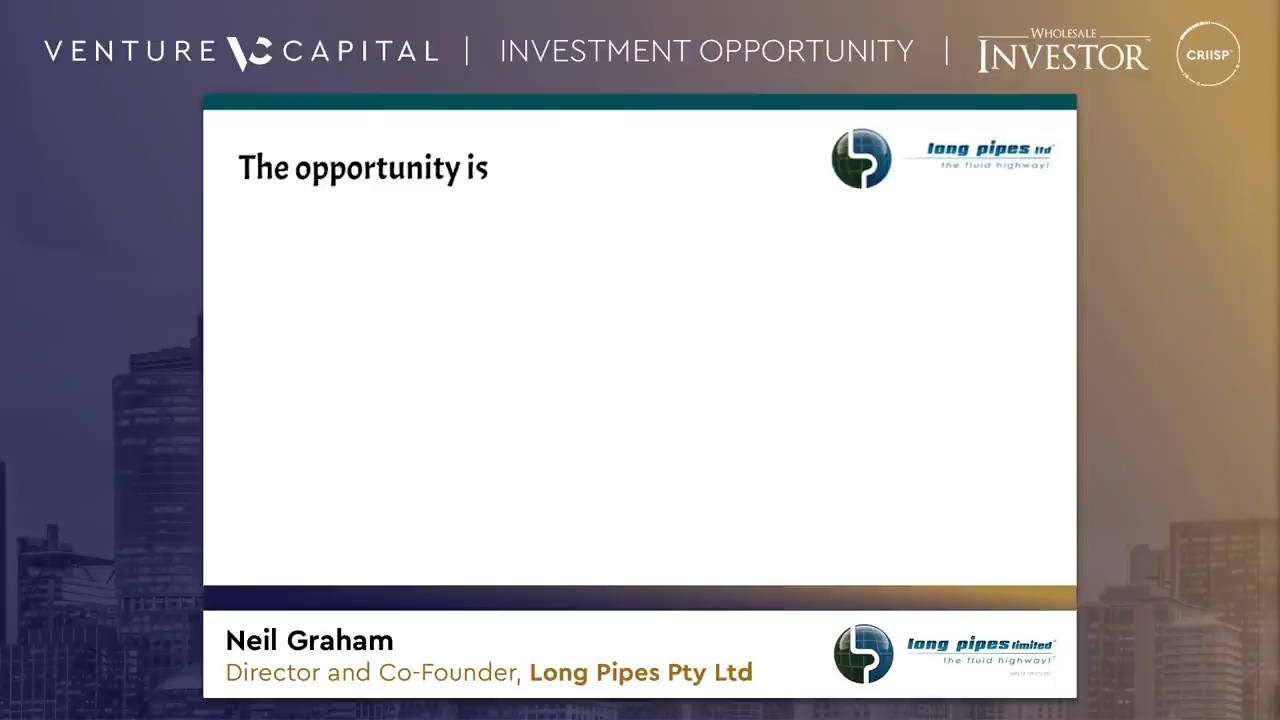 VENTURE VC CAPITAL | INVESTMENT OPPORTUNITY | WHOLESALE INVESTOR CRIISP
The opportunity is
long pipes ltd
the fluid highway!
Neil Graham
Director and Co-Founder, Long Pipes Pty Ltd
long pipes limited
the fluid highway!